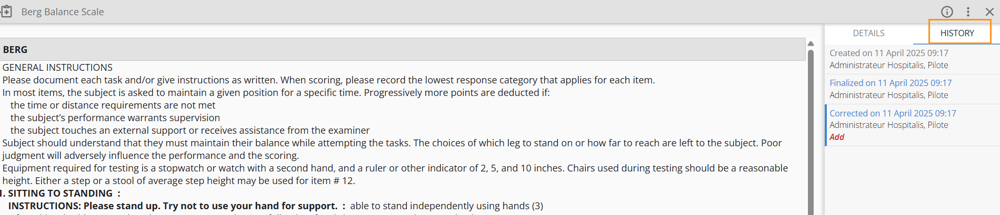 Berg Balance Scale
DETAILS
HISTORY
BERG
GENERAL INSTRUCTIONS
Please document each task and/or give instructions as written. When scoring, please record the lowest response category that applies for each item.
In most items, the subject is asked to maintain a given position for a specific time. Progressively more points are deducted if:
the time or distance requirements are not met
the subject’s performance warrants supervision
the subject touches an external support or receives assistance from the examiner
Subject should understand that they must maintain their balance while attempting the tasks. The choices of which leg to stand on or how far to reach are left to the subject. Poor
judgment will adversely influence the performance and the scoring.
Equipment required for testing is a stopwatch or watch with a second hand, and a ruler or other indicator of 2, 5, and 10 inches. Chairs used during testing should be a reasonable
height. Either a step or a stool of average step height may be used for item # 12.
1. SITTING TO STANDING :
INSTRUCTIONS: Please stand up. Try not to use your hand for support. : able to stand independently using hands (3)
Created on 11 April 2025 09:17
Administrateur Hospitalis, Pilote
Finalized on 11 April 2025 09:17
Administrateur Hospitalis, Pilote
Corrected on 11 April 2025 09:17
Administrateur Hospitalis, Pilote
Add